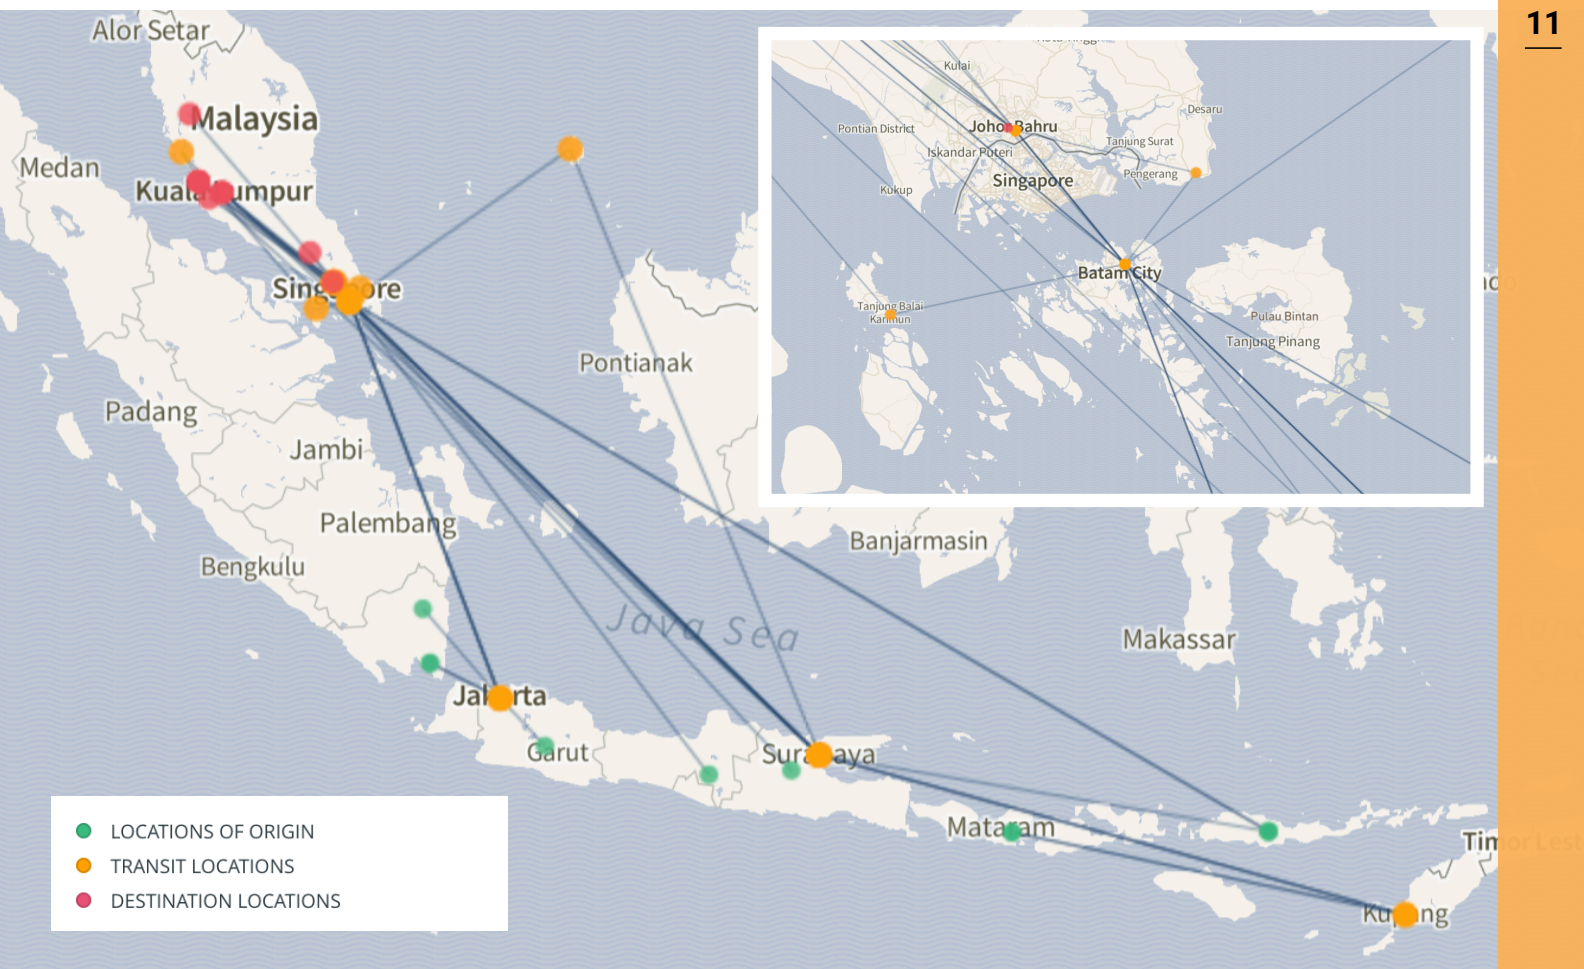 11
Alor Setar
Malaysia
Medan
Kuala Lumpur
Singapore
Pontianak
Padang
Jambi
Palembang
Bengkulu
Banjarmasin
Makassar
Java Sea
Jakarta
Garut
Surabaya
Mataram
Kupang
Timor Lest
Kulai
Desaru
Pontian District
Johor Bahru
Tanjung Surat
Iskandar Puteri
Pengerang
Singapore
Kukup
Batam City
Tanjung Balai
Karimun
Pulau Bintan
Tanjung Pinang
LOCATIONS OF ORIGIN
TRANSIT LOCATIONS
DESTINATION LOCATIONS